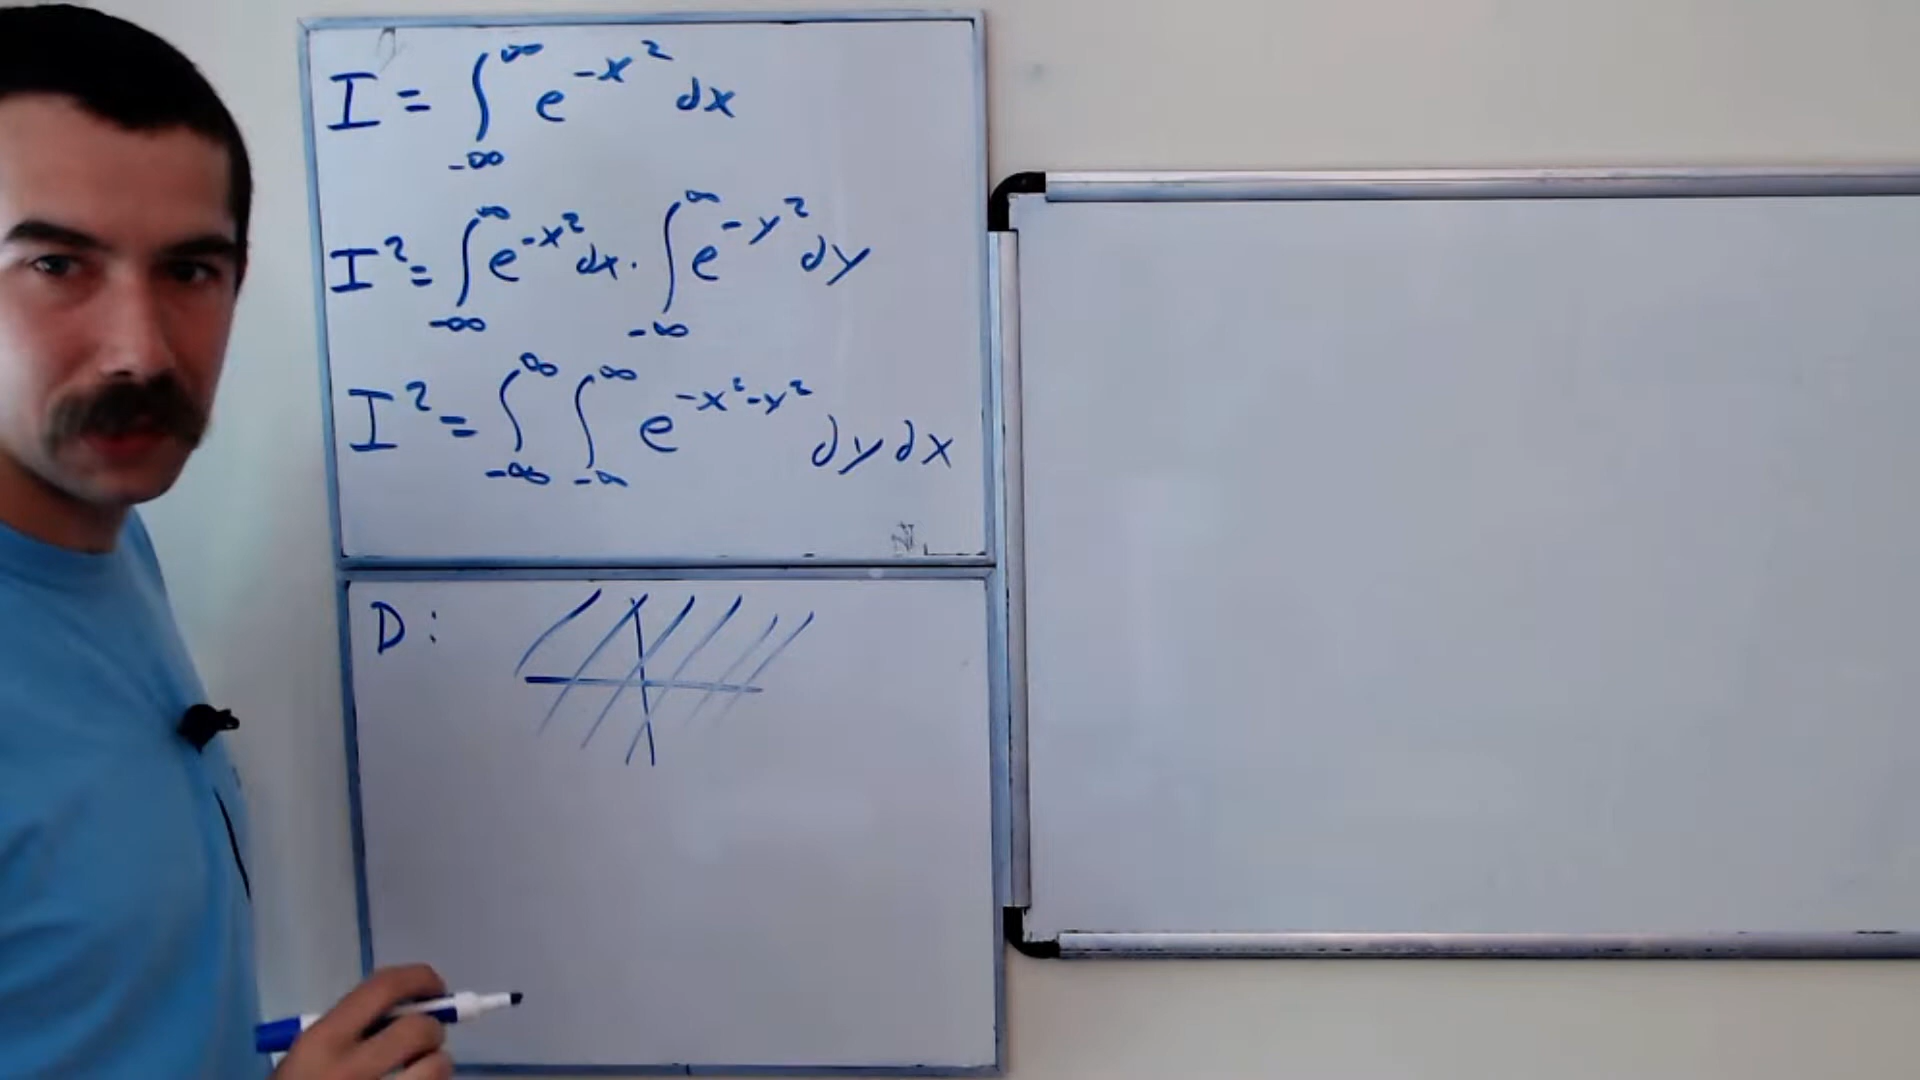 I = ∫_{-∞}^{∞} e^{-x²} dx
I² = ∫_{-∞}^{∞} e^{-x²} dx · ∫_{-∞}^{∞} e^{-y²} dy
I² = ∫_{-∞}^{∞} ∫_{-∞}^{∞} e^{-x²-y²} dy dx
D: